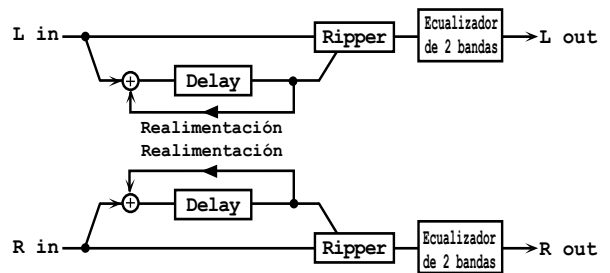 L in
Ripper
Ecualizador
de 2 bandas
L out
+
Delay
Realimentación
Realimentación
+
Delay
R in
Ripper
Ecualizador
de 2 bandas
R out